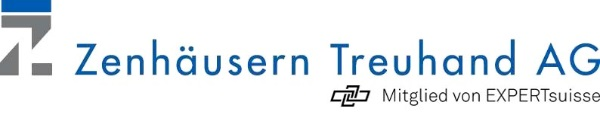 Zenhäusern Treuhand AG
Mitglied von EXPERTsuisse